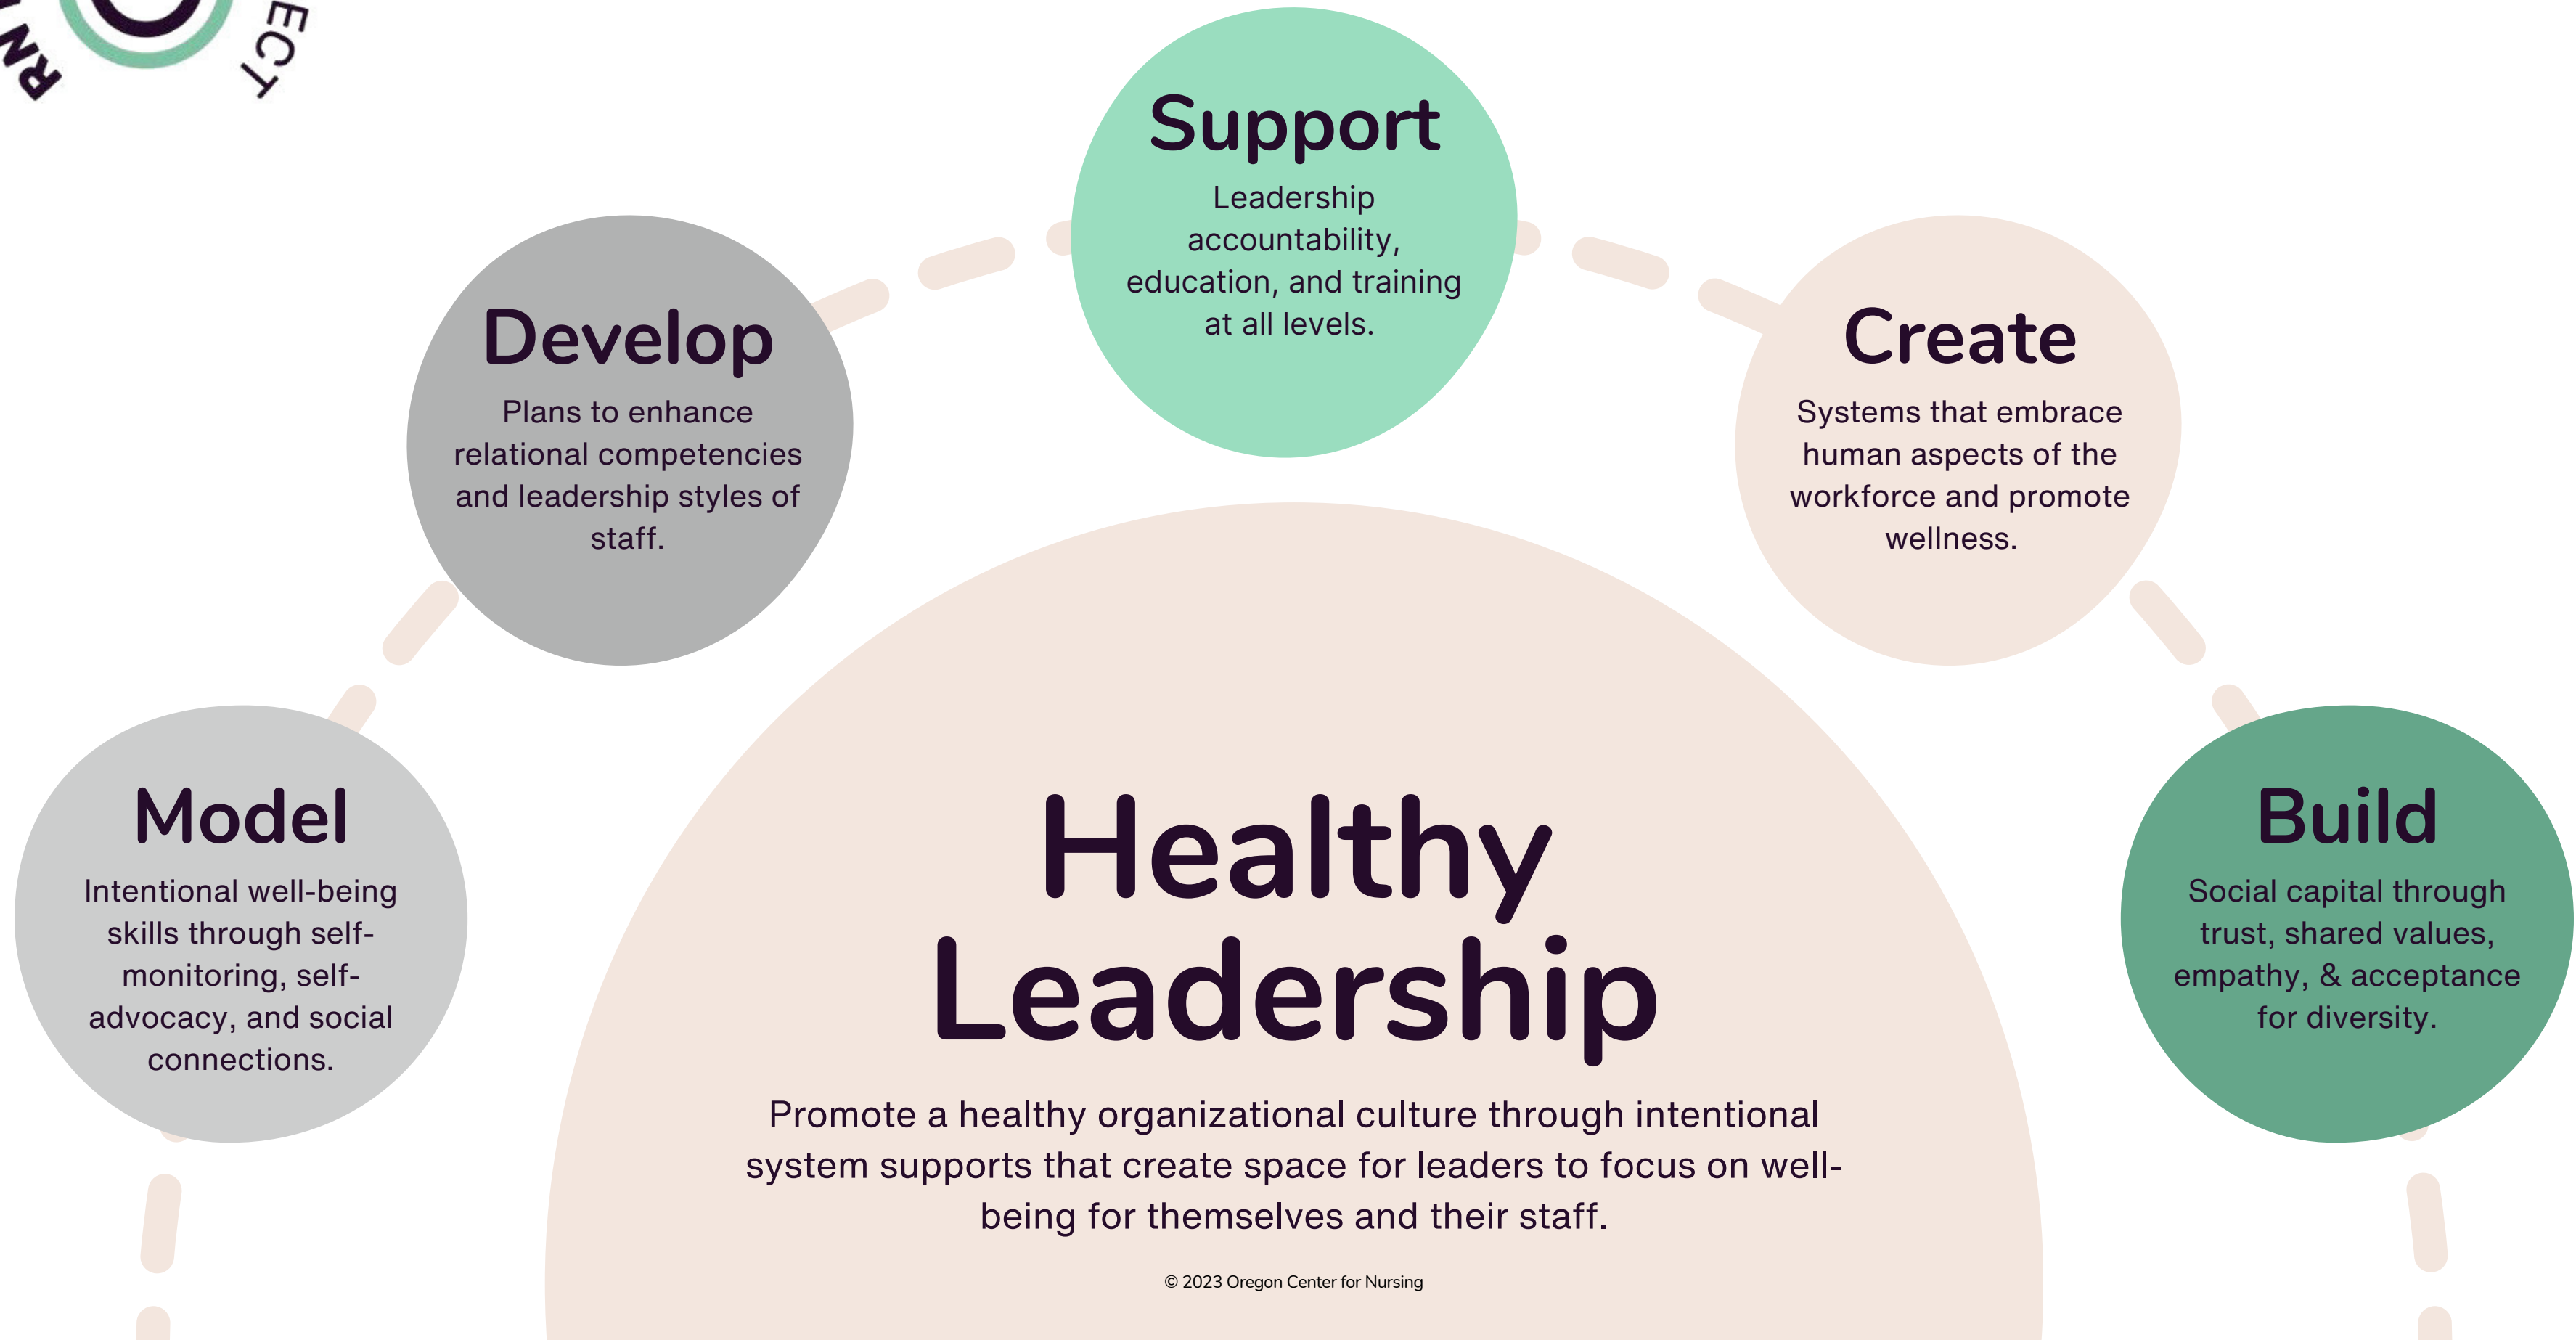 RN
ECT
Support
Leadership
accountability,
education, and training
at all levels.
Develop
Plans to enhance
relational competencies
and leadership styles of
staff.
Create
Systems that embrace
human aspects of the
workforce and promote
wellness.
Model
Intentional well-being
skills through self-
monitoring, self-
advocacy, and social
connections.
Build
Social capital through
trust, shared values,
empathy, & acceptance
for diversity.
Healthy
Leadership
Promote a healthy organizational culture through intentional
system supports that create space for leaders to focus on well-
being for themselves and their staff.
© 2023 Oregon Center for Nursing